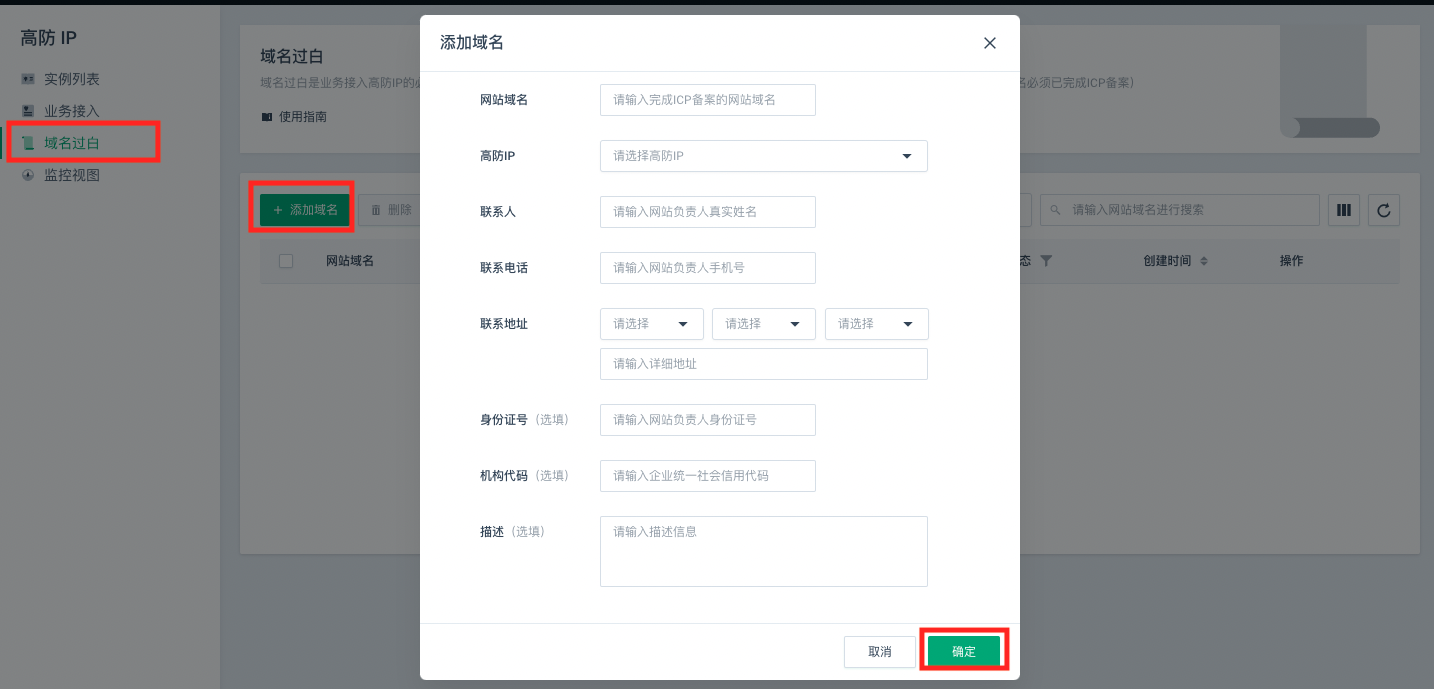 高防 IP
实例列表
业务接入
域名过白
监控视图
域名过白
域名过白是业务接入高防IP的
名必须已完成ICP备案）
使用指南
添加域名
删除
请输入网站域名进行搜索
网站域名
态
创建时间
操作
添加域名
网站域名
请输入完成ICP备案的网站域名
高防IP
请选择高防IP
联系人
请输入网站负责人真实姓名
联系电话
请输入网站负责人手机号
联系地址
请选择 请选择 请选择
请输入详细地址
身份证号（选填）
请输入网站负责人身份证号
机构代码（选填）
请输入企业统一社会信用代码
描述（选填）
请输入描述信息
取消
确定